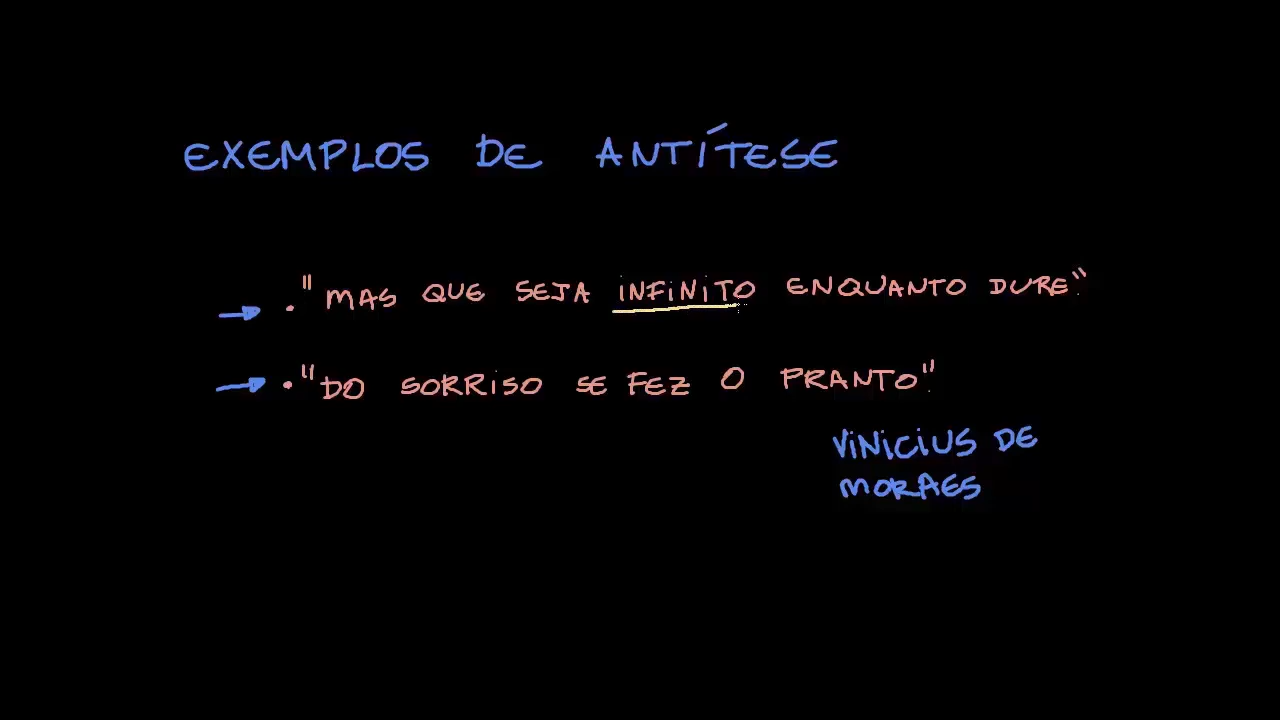 EXEMPLOS DE ANTÍTESE
→ • "MAS QUE SEJA INFINITO ENQUANTO DURE".
→ • "DO SORRISO SE FEZ O PRANTO".
VINICIUS DE
MORAES